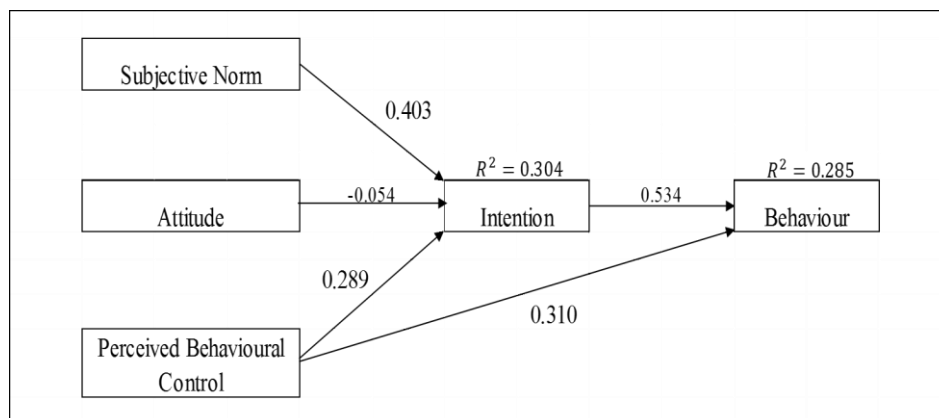 Subjective Norm
0.403
R² = 0.304
R² = 0.285
Attitude
-0.054
Intention
0.534
Behaviour
0.289
0.310
Perceived Behavioural
Control